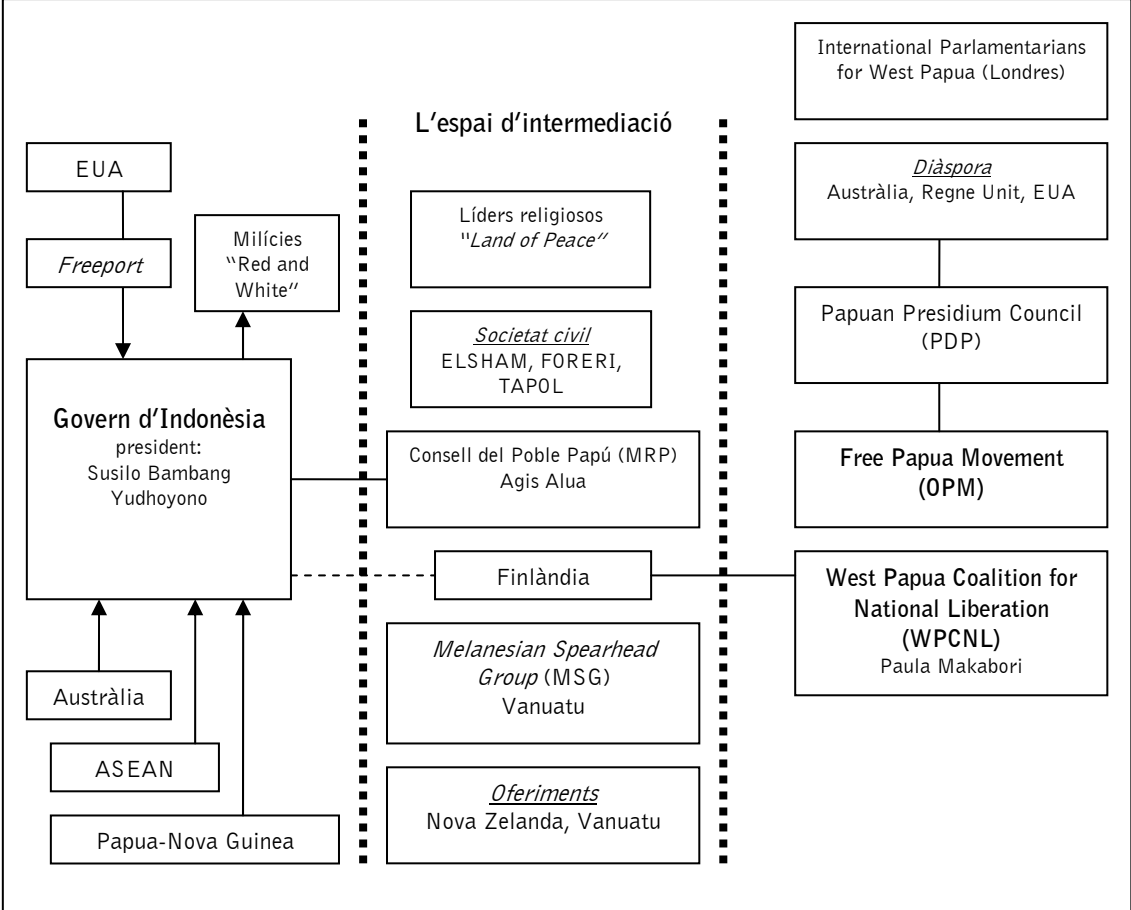 EUA
Freeport
Milícies
"Red and
White"
Govern d'Indonèsia
president:
Susilo Bambang
Yudhoyono
Austràlia
ASEAN
Papua-Nova Guinea
L'espai d'intermediació
Líders religiosos
"Land of Peace"
Societat civil
ELSHAM, FORERI,
TAPOL
Consell del Poble Papú (MRP)
Agis Alua
Finlàndia
Melanesian Spearhead
Group (MSG)
Vanuatu
Oferiments
Nova Zelanda, Vanuatu
International Parlamentarians
for West Papua (Londres)
Diàspora
Austràlia, Regne Unit, EUA
Papuan Presidium Council
(PDP)
Free Papua Movement
(OPM)
West Papua Coalition for
National Liberation
(WPCNL)
Paula Makabori